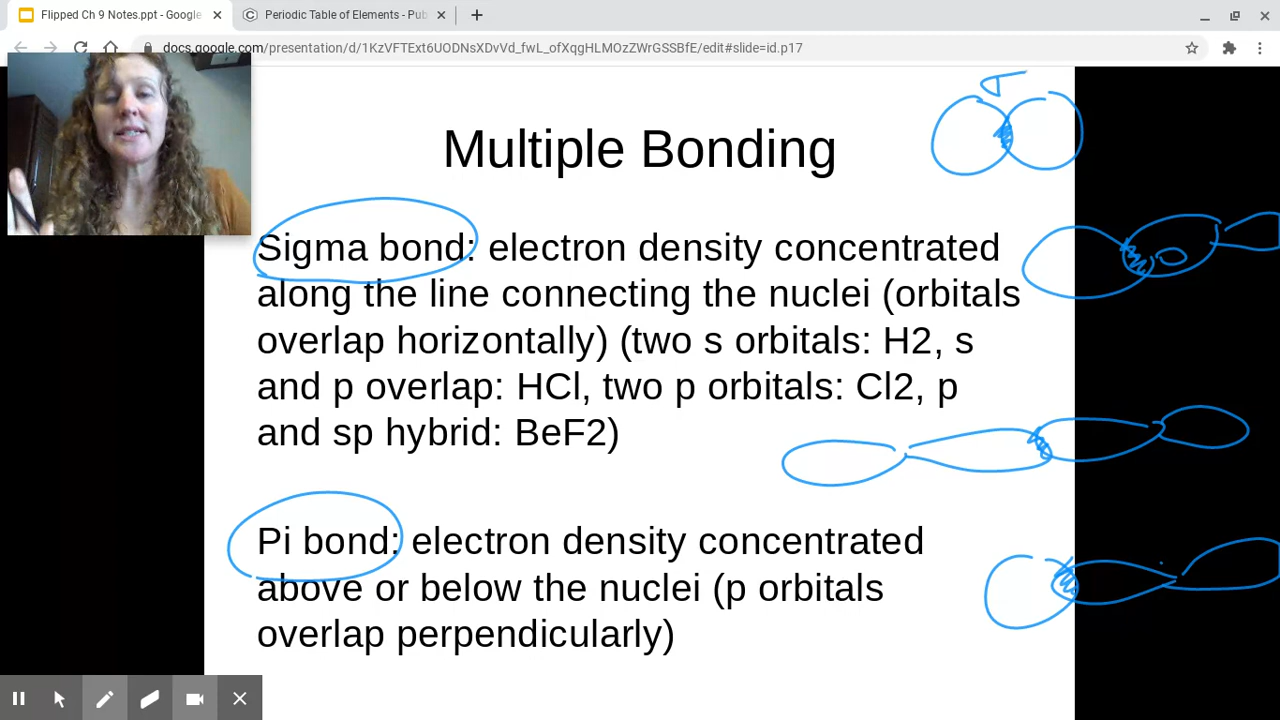 Flipped Ch 9 Notes.ppt - Google
Periodic Table of Elements - Pub
docs.google.com/presentation/d/1KzVFTExt6UODNsXDvVd_fwL_ofXqgHLMOzZWrGSSBfE/edit#slide=id.p17
σ
Multiple Bonding
Sigma bond: electron density concentrated
along the line connecting the nuclei (orbitals
overlap horizontally) (two s orbitals: H2, s
and p overlap: HCl, two p orbitals: Cl2, p
and sp hybrid: BeF2)
Pi bond: electron density concentrated
above or below the nuclei (p orbitals
overlap perpendicularly)